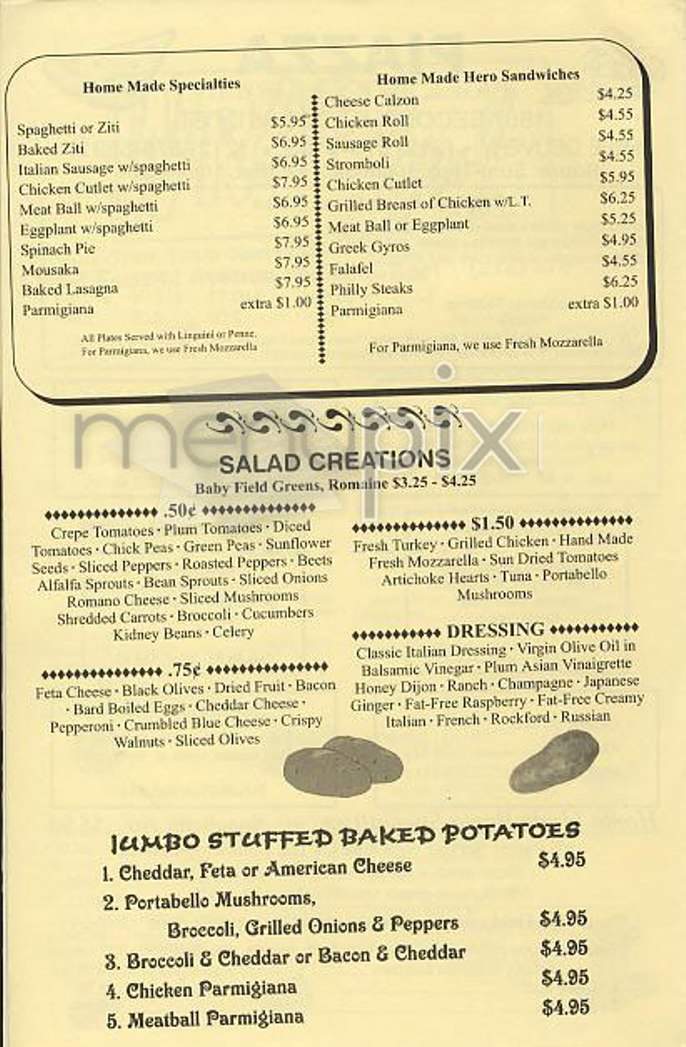 Home Made Specialties
Spaghetti or Ziti $5.95
Baked Ziti $6.95
Italian Sausage w/spaghetti $6.95
Chicken Cutlet w/spaghetti $7.95
Meat Ball w/spaghetti $6.95
Eggplant w/spaghetti $6.95
Spinach Pie $7.95
Mousaka $7.95
Baked Lasagna $7.95
Parmigiana extra $1.00
All Plates Served with Linguini or Penne.
For Parmigiana, we use Fresh Mozzarella
Home Made Hero Sandwiches
Cheese Calzon $4.25
Chicken Roll $4.55
Sausage Roll $4.55
Stromboli $4.55
Chicken Cutlet $5.95
Grilled Breast of Chicken w/L.T. $6.25
Meat Ball or Eggplant $5.25
Greek Gyros $4.95
Falafel $4.55
Philly Steaks $6.25
Parmigiana extra $1.00
For Parmigiana, we use Fresh Mozzarella
menupix
SALAD CREATIONS
Baby Field Greens, Romaine $3.25 - $4.25
.50¢
Crepe Tomatoes · Plum Tomatoes · Diced
Tomatoes · Chick Peas · Green Peas · Sunflower
Seeds · Sliced Peppers · Roasted Peppers · Beets
Alfalfa Sprouts · Bean Sprouts · Sliced Onions
Romano Cheese · Sliced Mushrooms
Shredded Carrots · Broccoli · Cucumbers
Kidney Beans · Celery
.75¢
Feta Cheese · Black Olives · Dried Fruit · Bacon
· Bard Boiled Eggs · Cheddar Cheese ·
Pepperoni · Crumbled Blue Cheese · Crispy
Walnuts · Sliced Olives
$1.50
Fresh Turkey · Grilled Chicken · Hand Made
Fresh Mozzarella · Sun Dried Tomatoes
Artichoke Hearts · Tuna · Portabello
Mushrooms
DRESSING
Classic Italian Dressing · Virgin Olive Oil in
Balsamic Vinegar · Plum Asian Vinaigrette
Honey Dijon · Ranch · Champagne · Japanese
Ginger · Fat-Free Raspberry · Fat-Free Creamy
Italian · French · Rockford · Russian
JUMBO STUFFED BAKED POTATOES
1. Cheddar, Feta or American Cheese $4.95
2. Portabello Mushrooms,
Broccoli, Grilled Onions & Peppers $4.95
3. Broccoli & Cheddar or Bacon & Cheddar $4.95
4. Chicken Parmigiana $4.95
5. Meatball Parmigiana $4.95